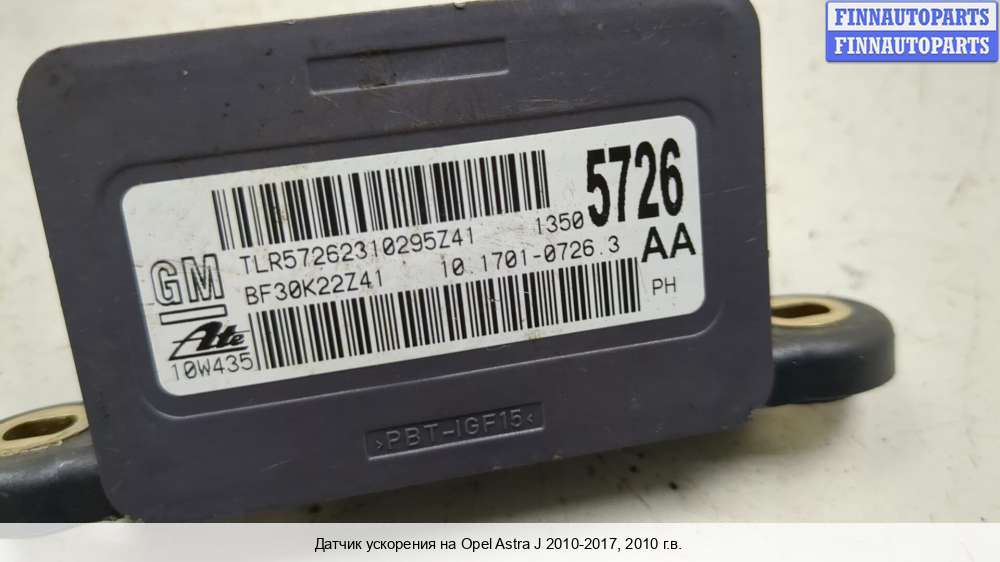 FINNAUTOPARTS
FINNAUTOPARTS
TLR57262310295Z41
1350 5726
BF30K22Z41
10.1701-0726.3
AA
GM
PH
Ate
10W435
>PBT-IGF15<
Датчик ускорения на Opel Astra J 2010-2017, 2010 г.в.